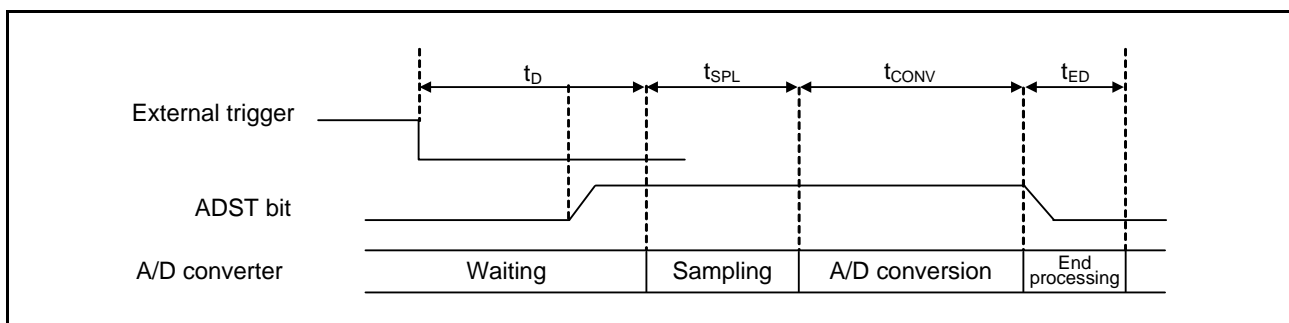 tD tSPL tCONV tED
External trigger
ADST bit
A/D converter Waiting Sampling A/D conversion End processing